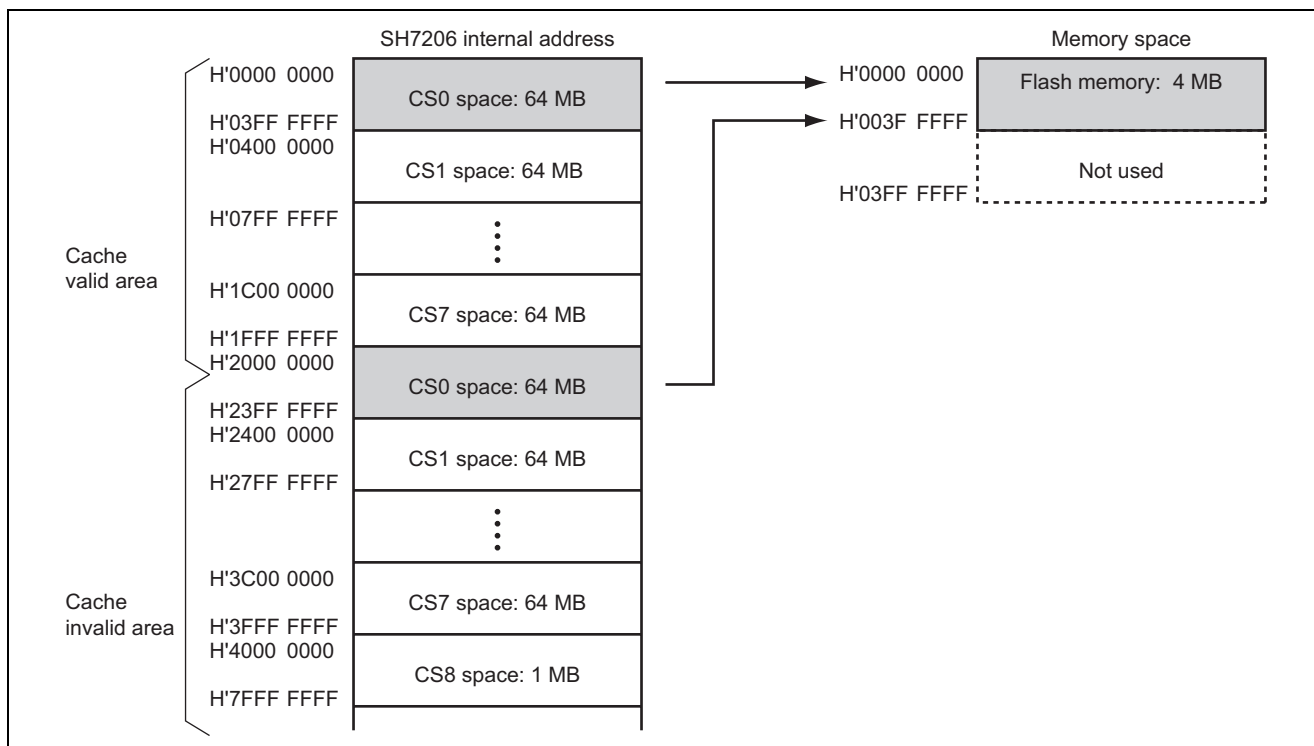 SH7206 internal address
Memory space
H'0000 0000
CS0 space: 64 MB
H'03FF FFFF
H'0400 0000
CS1 space: 64 MB
H'07FF FFFF
H'1C00 0000
CS7 space: 64 MB
H'1FFF FFFF
H'2000 0000
CS0 space: 64 MB
H'23FF FFFF
H'2400 0000
CS1 space: 64 MB
H'27FF FFFF
H'3C00 0000
CS7 space: 64 MB
H'3FFF FFFF
H'4000 0000
CS8 space: 1 MB
H'7FFF FFFF
Cache
valid area
Cache
invalid area
H'0000 0000
Flash memory: 4 MB
H'003F FFFF
Not used
H'03FF FFFF